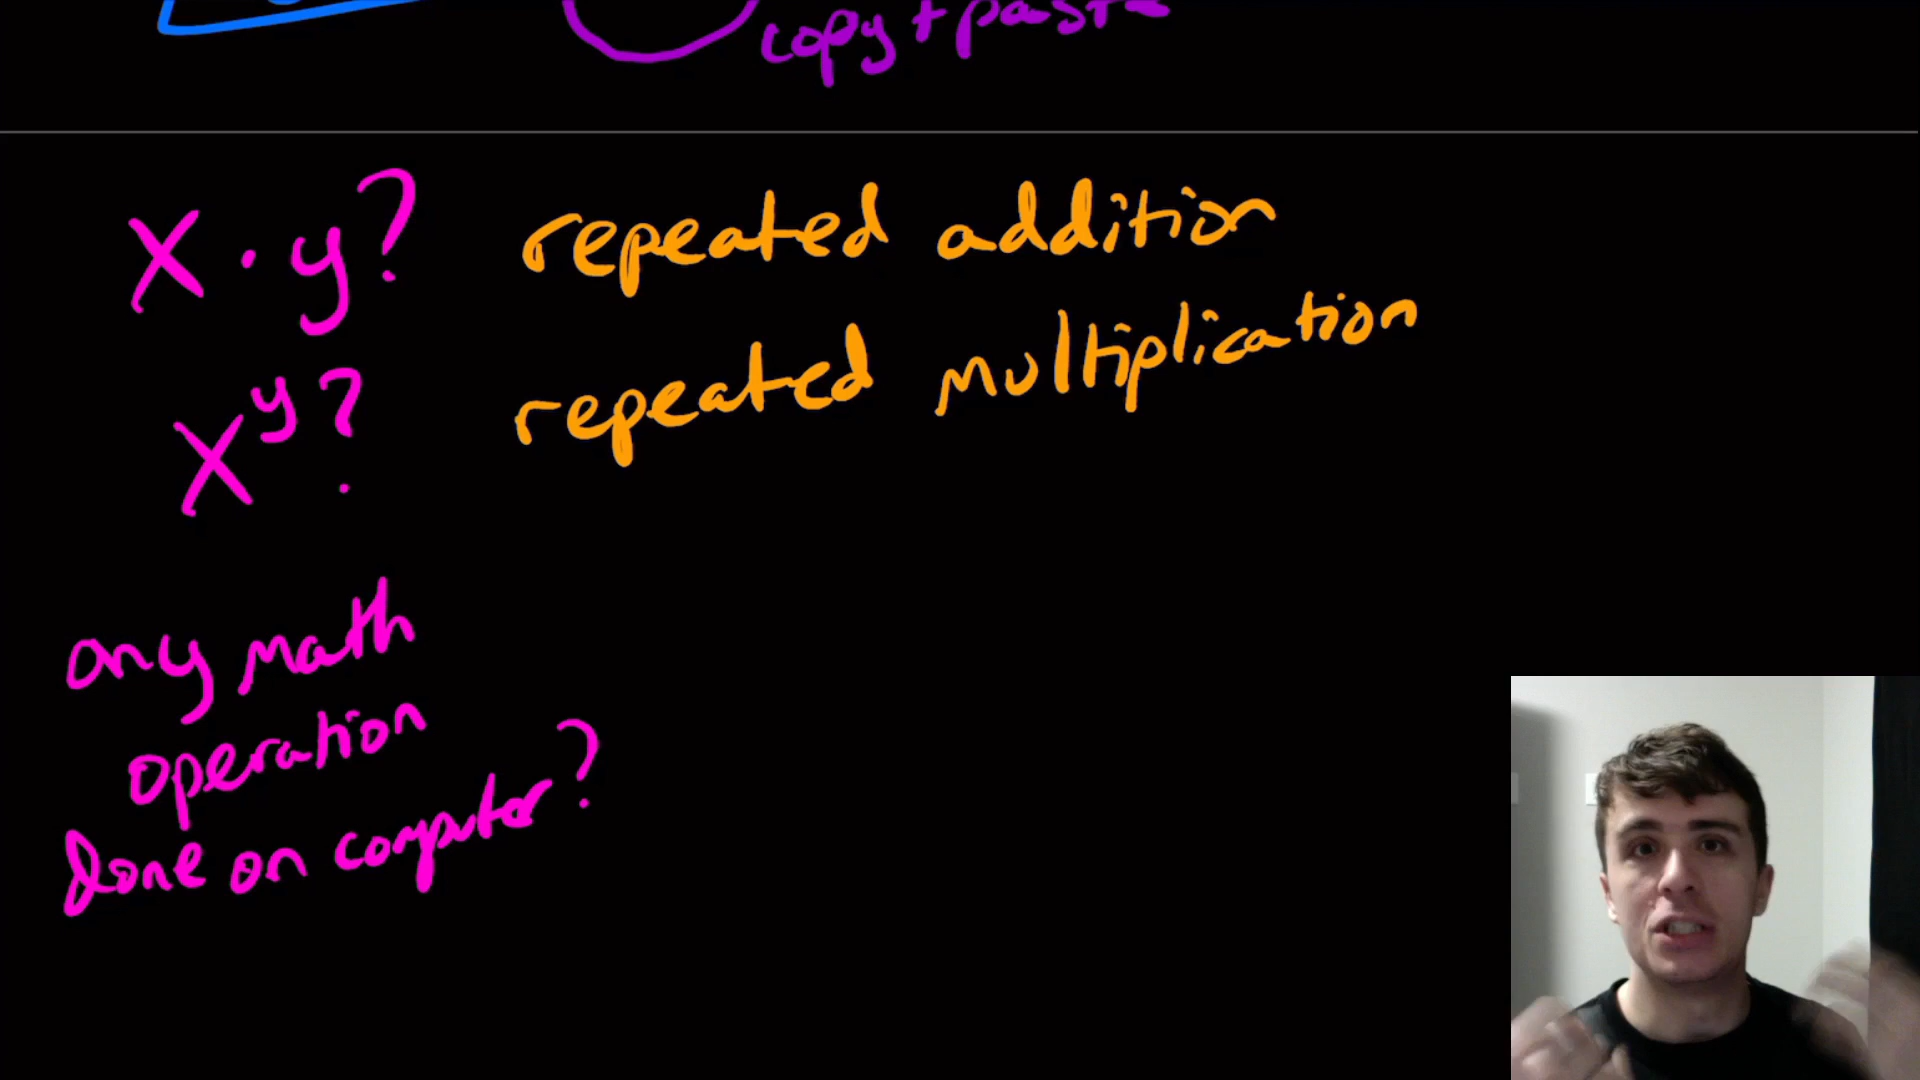 copy + paste
x · y? repeated addition
x^y? repeated multiplication
any math
operation
done on computer?